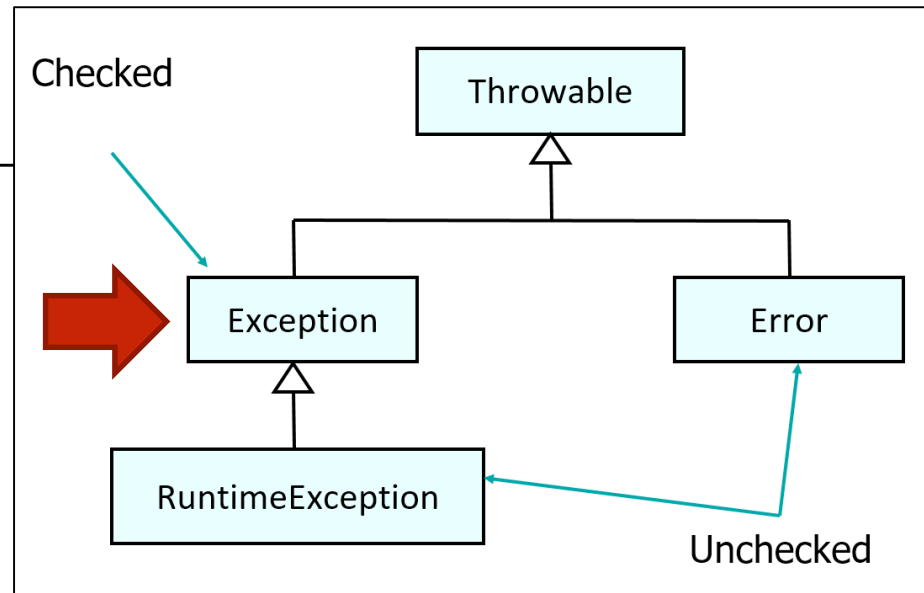 Checked
Throwable
Exception
Error
RuntimeException
Unchecked